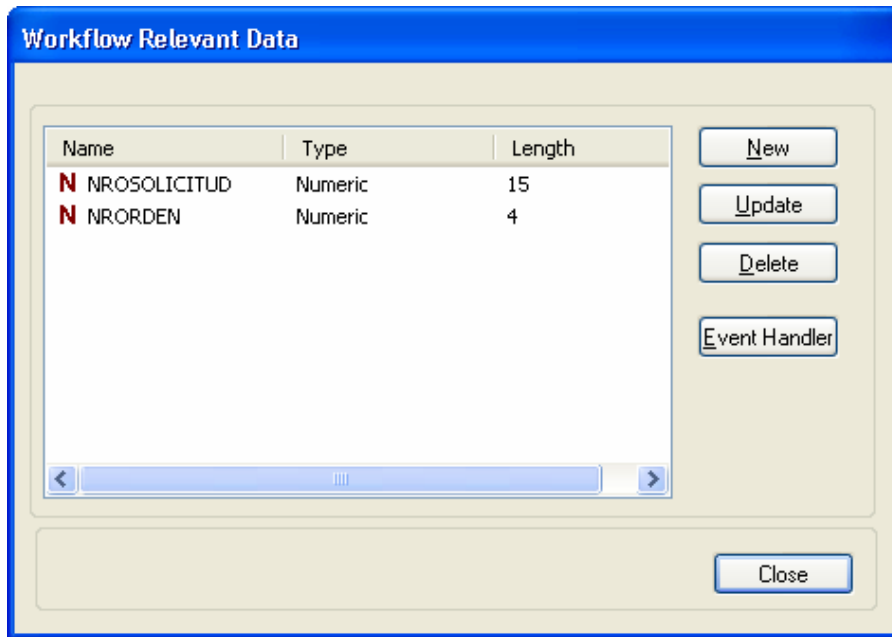 Workflow Relevant Data
Name Type Length
N NROSOLICITUD Numeric 15
N NRORDEN Numeric 4
New
Update
Delete
Event Handler
Close